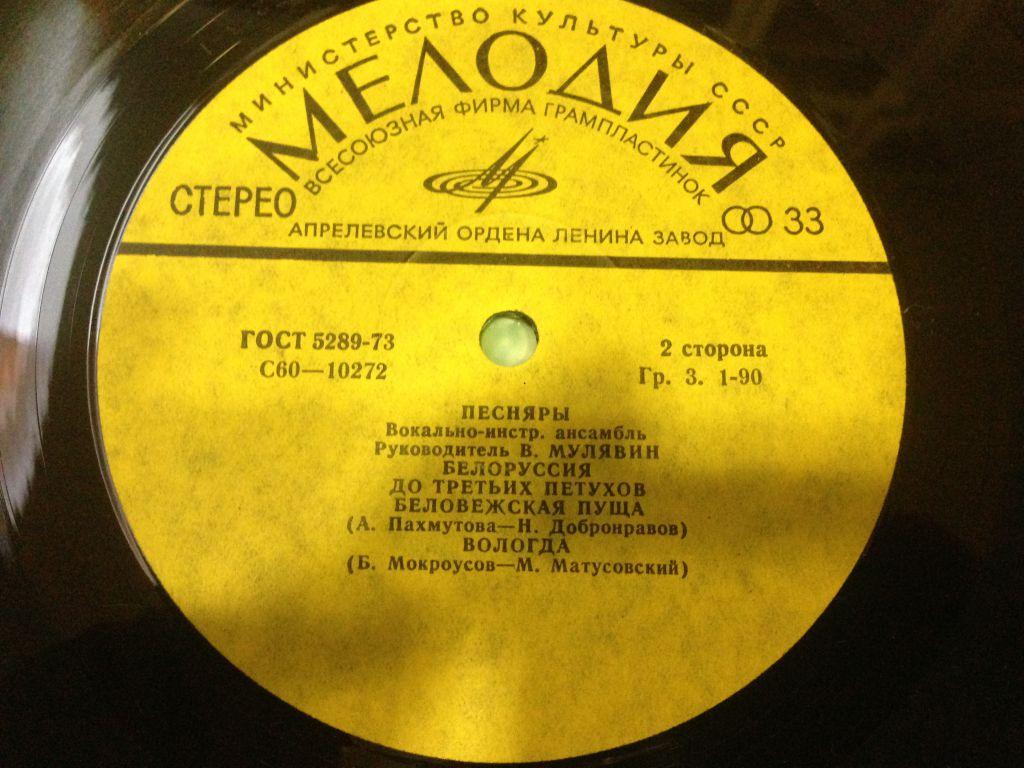 МИНИСТЕРСТВО КУЛЬТУРЫ СССР
МЕЛОДИЯ
ВСЕСОЮЗНАЯ ФИРМА ГРАМПЛАСТИНОК
СТЕРЕО
33
АПРЕЛЕВСКИЙ ОРДЕНА ЛЕНИНА ЗАВОД
ГОСТ 5289-73
С60—10272
2 сторона
Гр. 3. 1-90
ПЕСНЯРЫ
Вокально-инстр. ансамбль
Руководитель В. МУЛЯВИН
БЕЛОРУССИЯ
ДО ТРЕТЬИХ ПЕТУХОВ
БЕЛОВЕЖСКАЯ ПУЩА
(А. Пахмутова—Н. Добронравов)
ВОЛОГДА
(Б. Мокроусов—М. Матусовский)